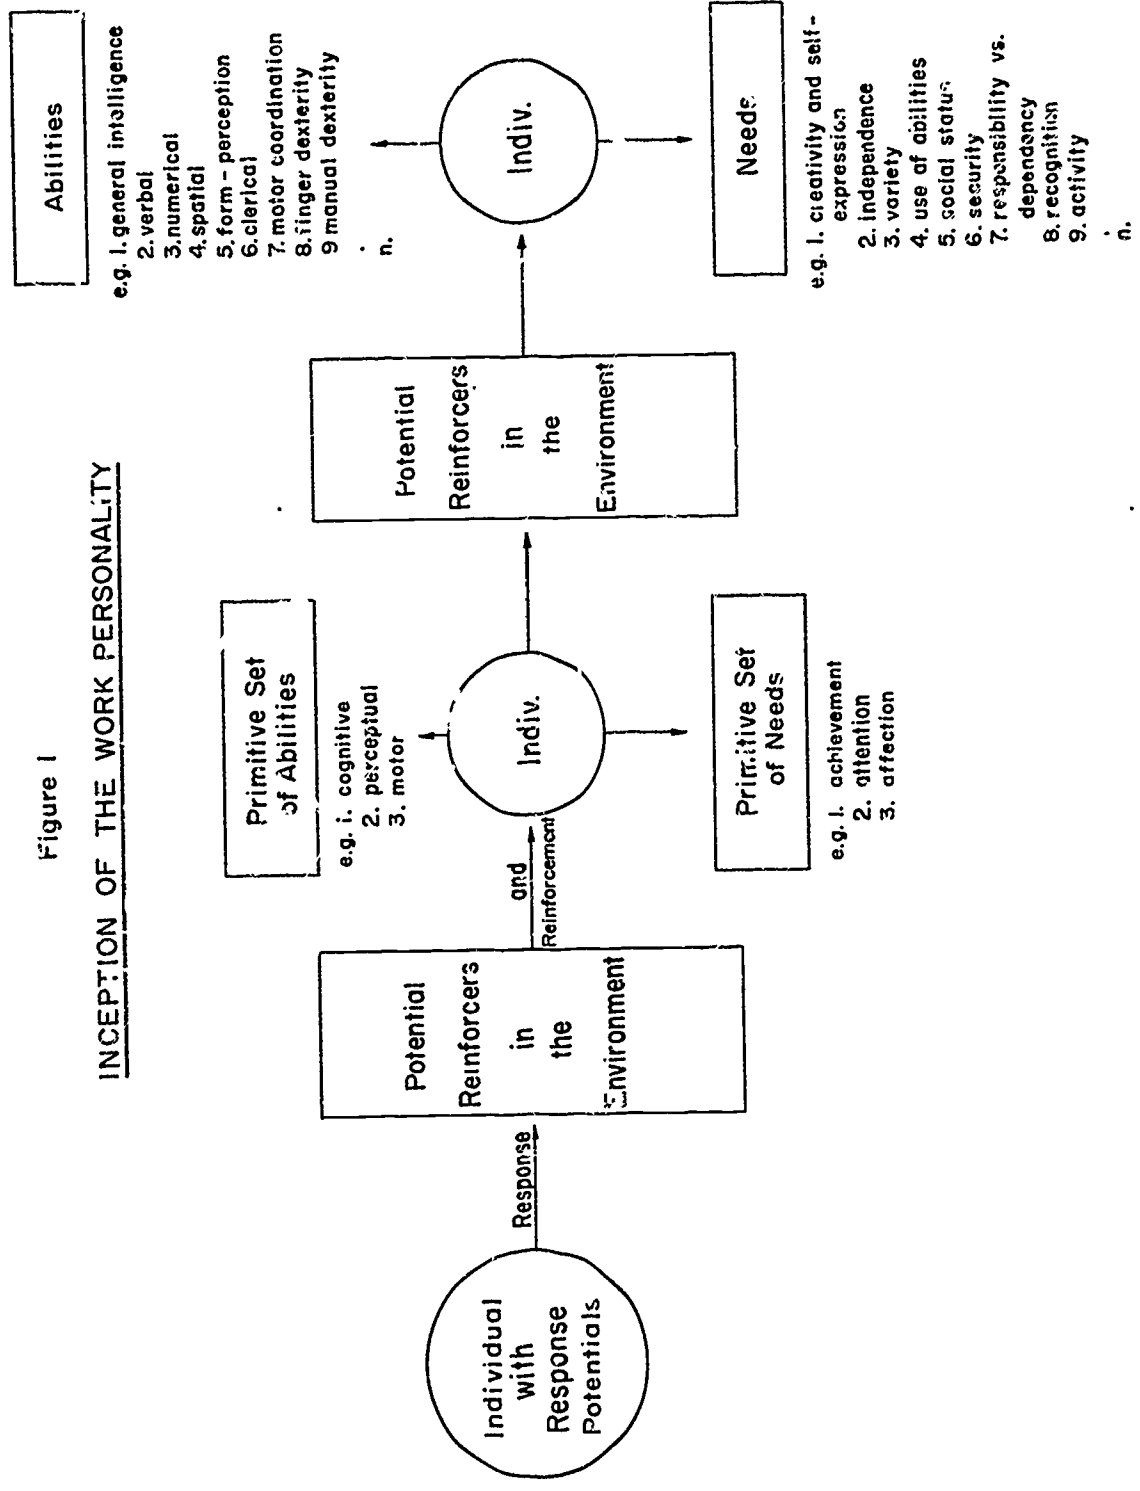 Figure 1
INCEPTION OF THE WORK PERSONALITY
Individual
with
Response
Potentials
Response
Potential
Reinforcers
in
the
Environment
and
Reinforcement
Primitive Set
of Abilities
e.g. 1. cognitive
2. perceptual
3. motor
Indiv.
Primitive Set
of Needs
e.g. 1. achievement
2. attention
3. affection
Potential
Reinforcers
in
the
Environment
Abilities
e.g. 1. general intelligence
2. verbal
3. numerical
4. spatial
5. form-perception
6. clerical
7. motor coordination
8. finger dexterity
9 manual dexterity
.
n.
Indiv.
Needs
e.g. 1. creativity and self-
expression
2. independence
3. variety
4. use of abilities
5. social status
6. security
7. responsibility vs.
dependency
8. recognition
9. activity
.
n.